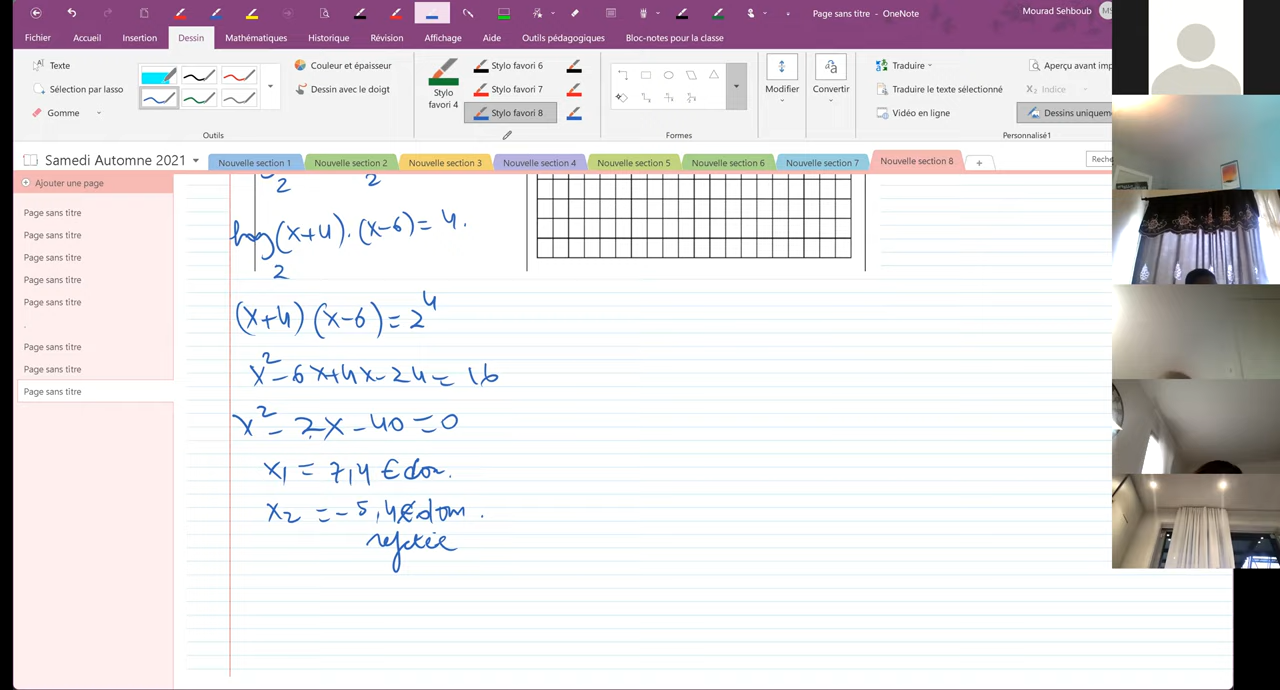 Page sans titre - OneNote
Mourad Sehboub
Fichier Accueil Insertion Dessin Mathématiques Historique Révision Affichage Aide Outils pédagogiques Bloc-notes pour la classe
Texte
Sélection par lasso
Gomme
Outils
Couleur et épaisseur
Dessin avec le doigt
Stylo favori 4
Stylo favori 6
Stylo favori 7
Stylo favori 8
Formes
Modifier
Convertir
Traduire
Traduire le texte sélectionné
Vidéo en ligne
Aperçu avant imp
Indice
Dessins uniqueme
Personnalisé1
Samedi Automne 2021
Nouvelle section 1 Nouvelle section 2 Nouvelle section 3 Nouvelle section 4 Nouvelle section 5 Nouvelle section 6 Nouvelle section 7 Nouvelle section 8
Reche
Ajouter une page
Page sans titre
Page sans titre
Page sans titre
Page sans titre
Page sans titre
.
Page sans titre
Page sans titre
Page sans titre
2 2
log₂(x+4).(x-6)=4.
(x+4)(x-6)=2⁴
x²-6x+4x-24=16
x²-2x-40=0
x₁=7,4 ∈ dom.
x₂=-5,4 ∉ dom.
rejetée